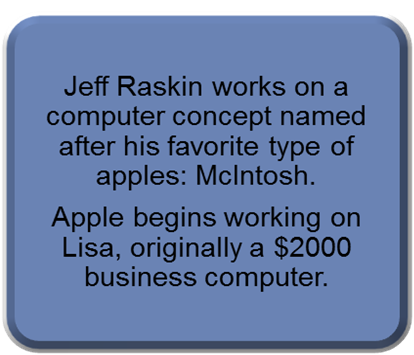 Jeff Raskin works on a
computer concept named
after his favorite type of
apples: McIntosh.
Apple begins working on
Lisa, originally a $2000
business computer.